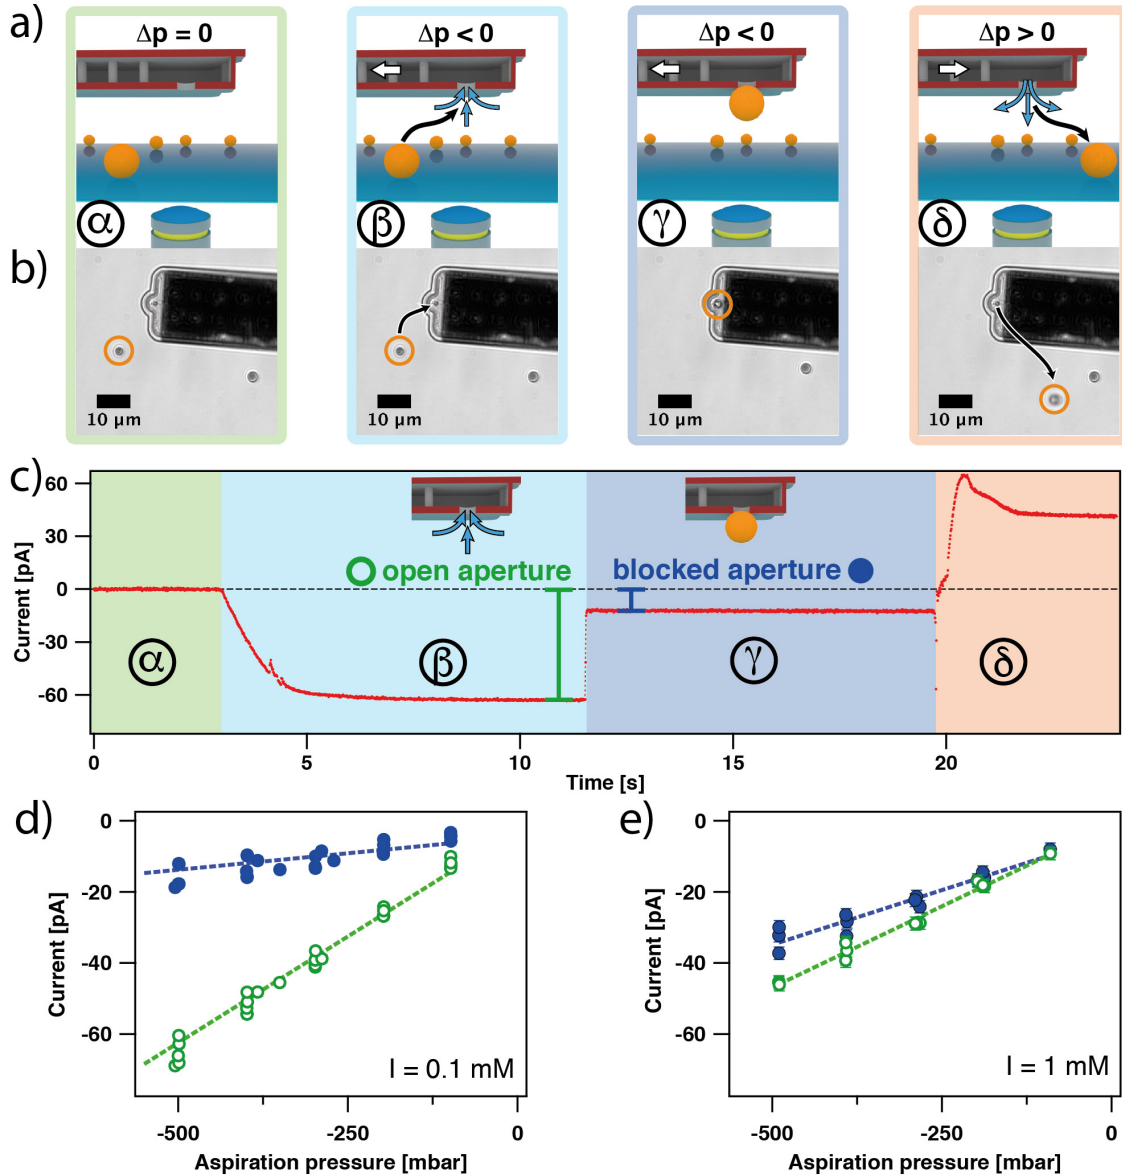 a)
Δp = 0
Δp < 0
Δp < 0
Δp > 0
α
β
γ
δ
b)
10 µm
10 µm
10 µm
10 µm
c)
60
30
0
-30
-60
Current [pA]
open aperture
blocked aperture
α
β
γ
δ
0
5
10
15
20
Time [s]
d)
0
-20
-40
-60
Current [pA]
I = 0.1 mM
-500
-250
0
Aspiration pressure [mbar]
e)
0
-20
-40
-60
Current [pA]
I = 1 mM
-500
-250
0
Aspiration pressure [mbar]